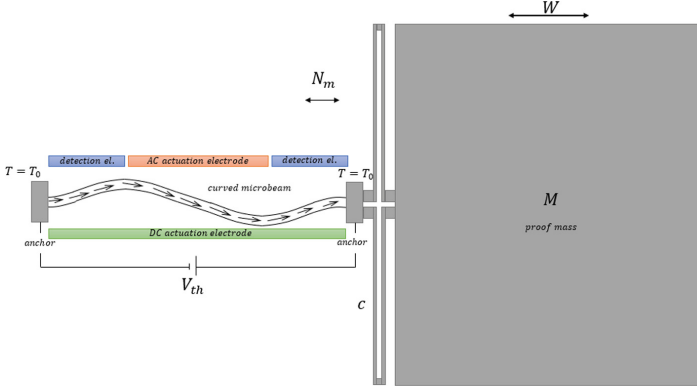 W
N_m
detection el.
AC actuation electrode
detection el.
T = T_0
T = T_0
curved microbeam
M
proof mass
DC actuation electrode
anchor
anchor
V_th
c